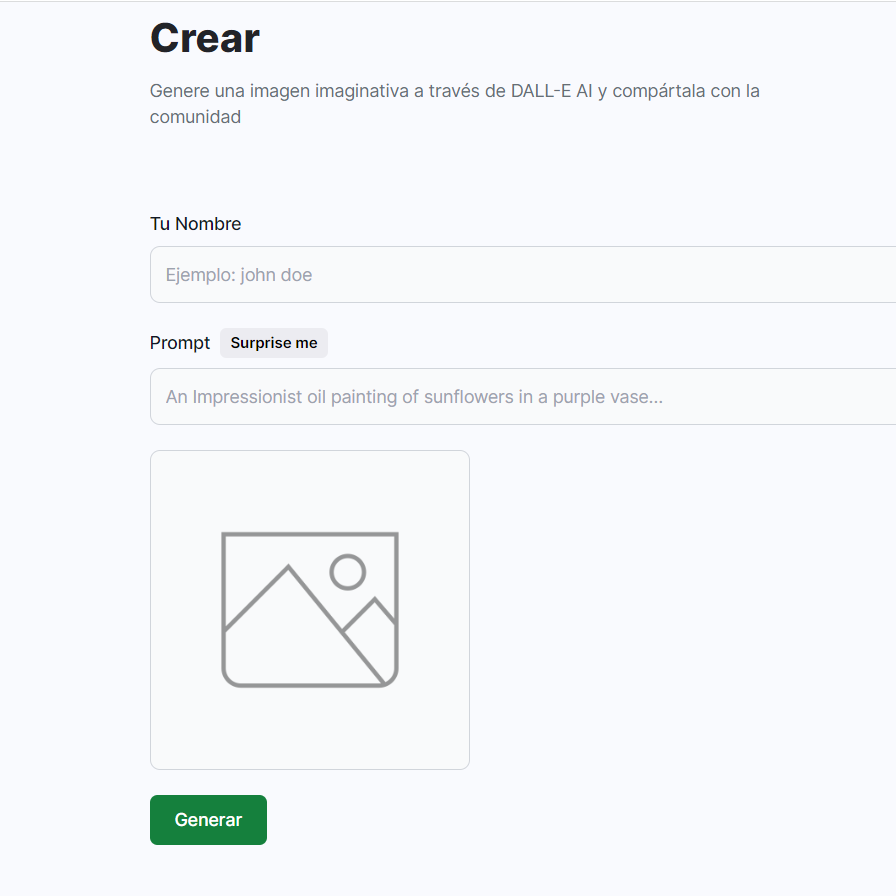 Crear
Genere una imagen imaginativa a través de DALL-E AI y compártala con la
comunidad
Tu Nombre
Ejemplo: john doe
Prompt Surprise me
An Impressionist oil painting of sunflowers in a purple vase...
Generar